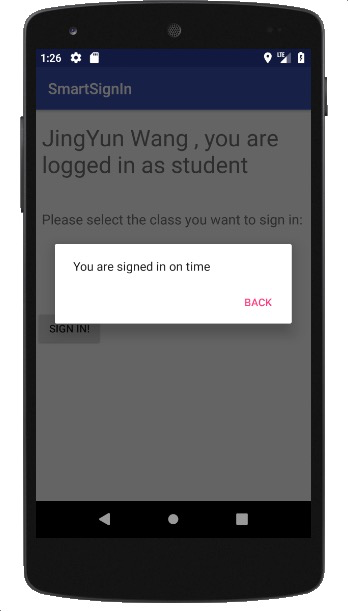 1:26 LTE
SmartSignIn
JingYun Wang , you are
logged in as student
Please select the class you want to sign in:
You are signed in on time
BACK
SIGN IN!